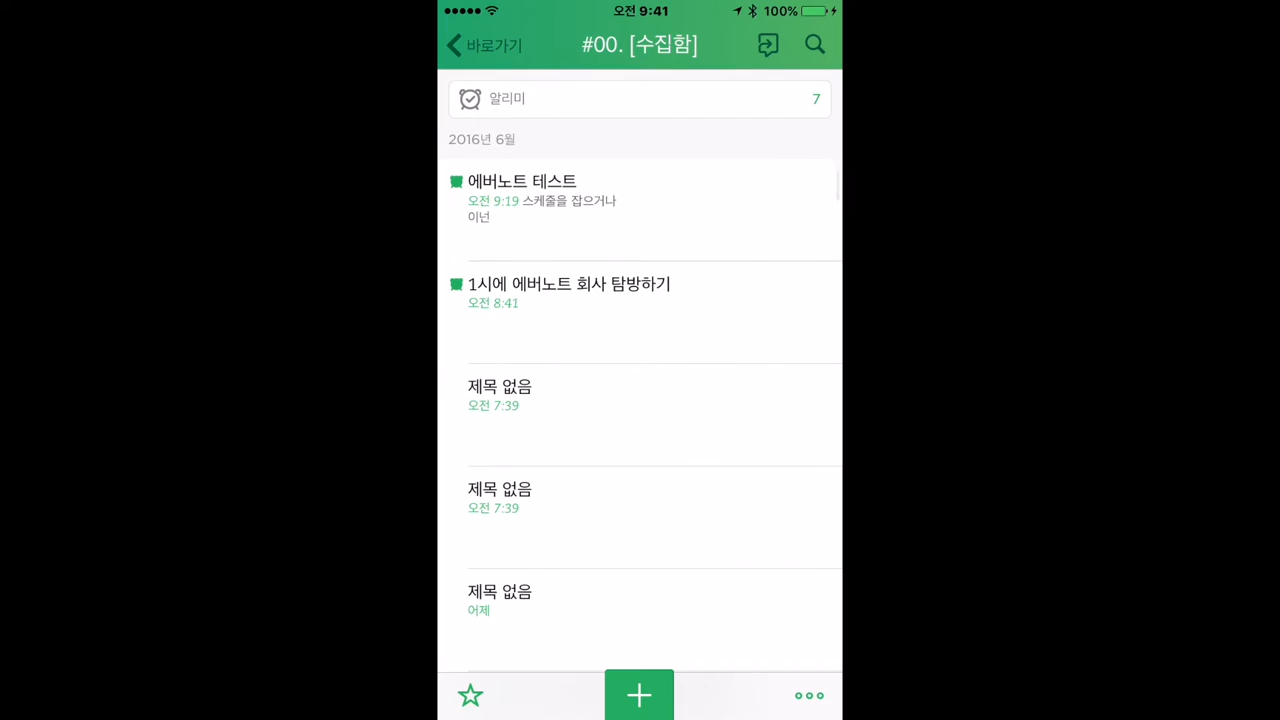 오전 9:41
100%
바로가기
#00. [수집함]
알리미
7
2016년 6월
에버노트 테스트
오전 9:19 스케줄을 잡으거나
이넌
1시에 에버노트 회사 탐방하기
오전 8:41
제목 없음
오전 7:39
제목 없음
오전 7:39
제목 없음
어제